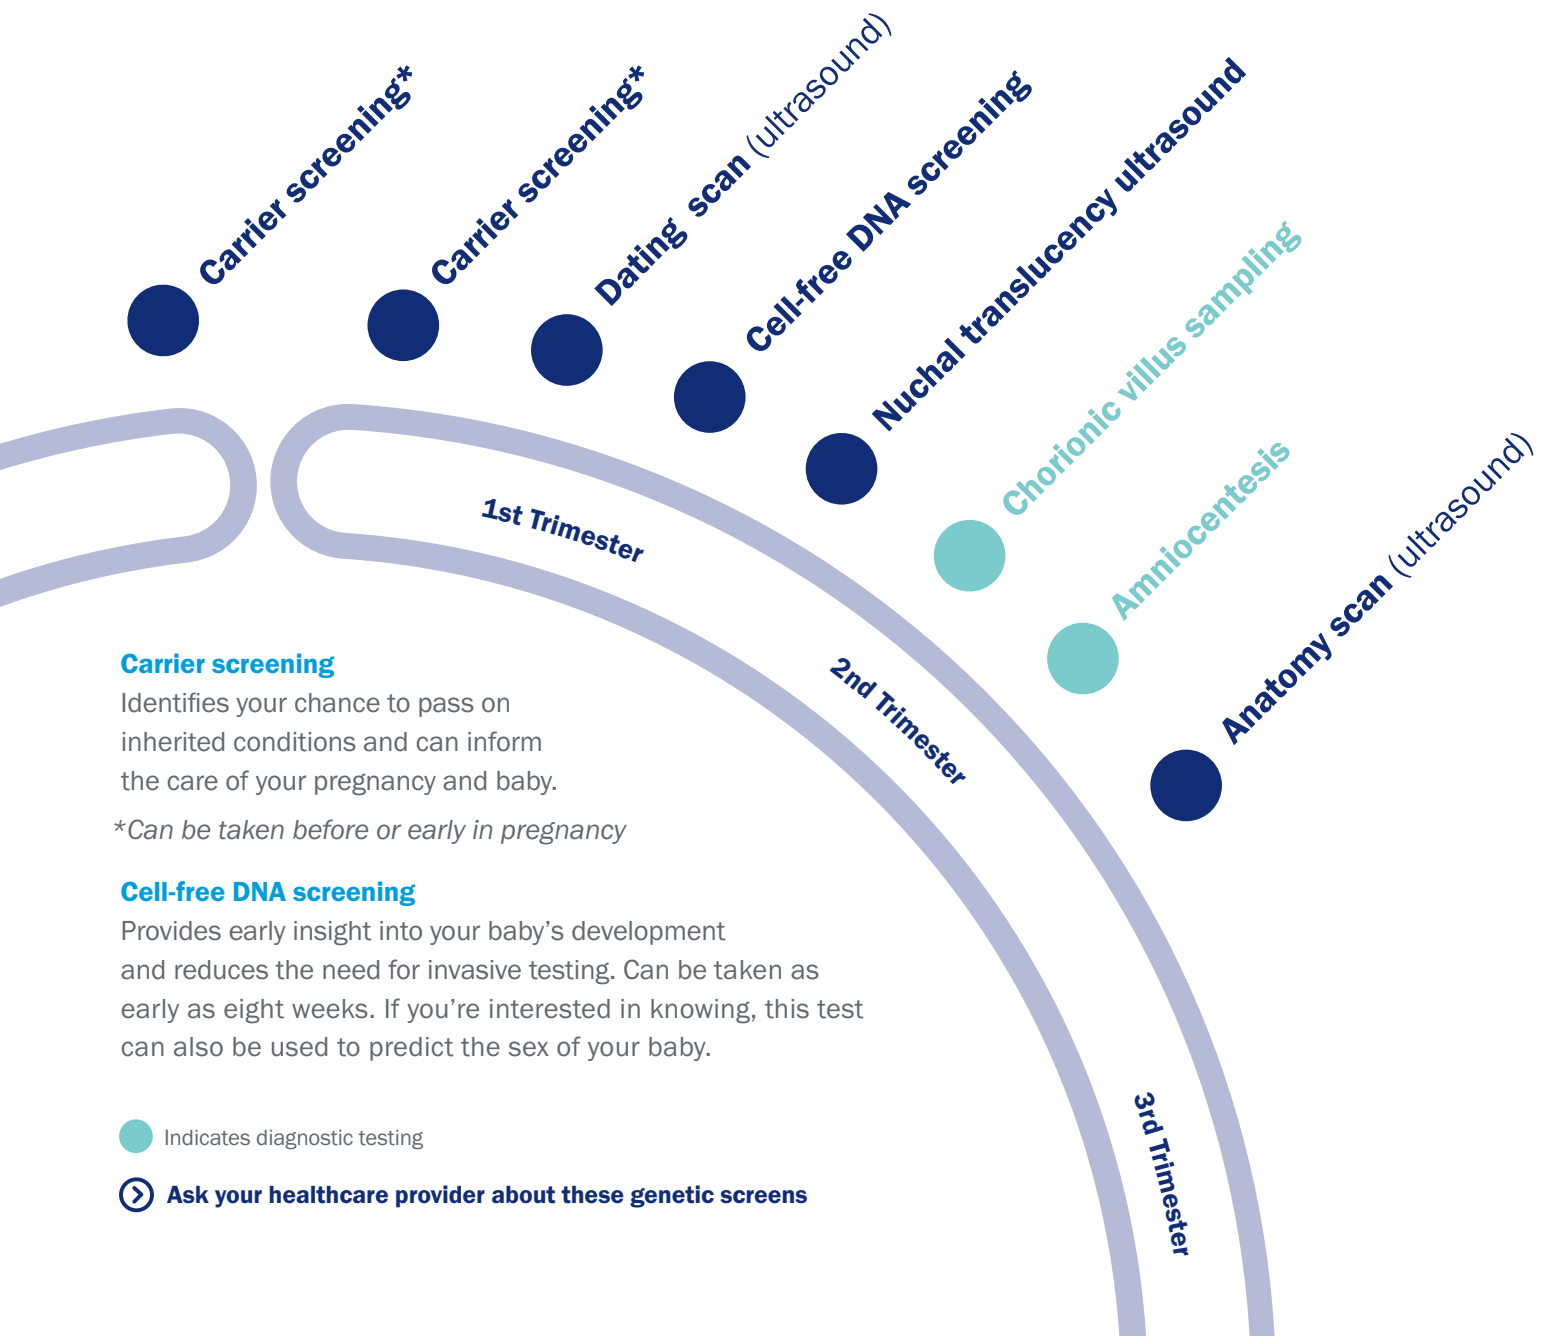 Carrier screening*
Carrier screening*
Dating scan (ultrasound)
Cell-free DNA screening
Nuchal translucency ultrasound
Chorionic villus sampling
Amniocentesis
Anatomy scan (ultrasound)
1st Trimester
2nd Trimester
3rd Trimester
Carrier screening
Identifies your chance to pass on
inherited conditions and can inform
the care of your pregnancy and baby.
*Can be taken before or early in pregnancy
Cell-free DNA screening
Provides early insight into your baby’s development
and reduces the need for invasive testing. Can be taken as
early as eight weeks. If you’re interested in knowing, this test
can also be used to predict the sex of your baby.
Indicates diagnostic testing
Ask your healthcare provider about these genetic screens